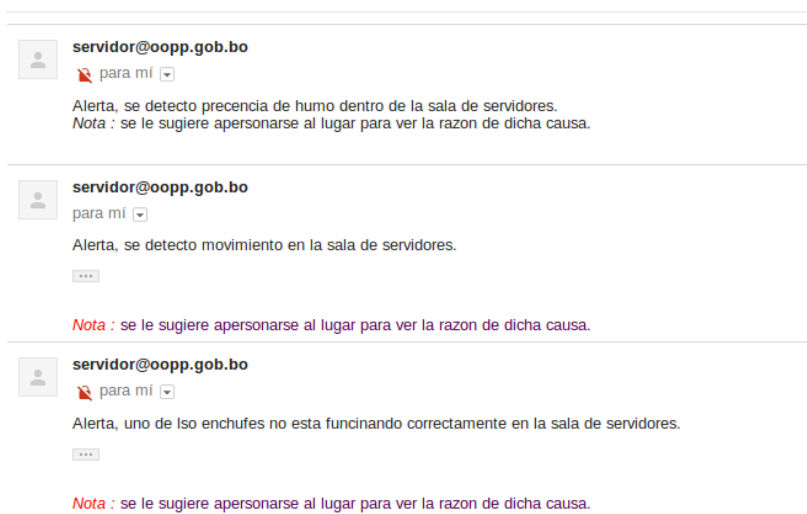 servidor@oopp.gob.bo
para mí
Alerta, se detecto precencia de humo dentro de la sala de servidores.
Nota : se le sugiere apersonarse al lugar para ver la razon de dicha causa.
servidor@oopp.gob.bo
para mí
Alerta, se detecto movimiento en la sala de servidores.
...
Nota : se le sugiere apersonarse al lugar para ver la razon de dicha causa.
servidor@oopp.gob.bo
para mí
Alerta, uno de lso enchufes no esta funcinando correctamente en la sala de servidores.
...
Nota : se le sugiere apersonarse al lugar para ver la razon de dicha causa.